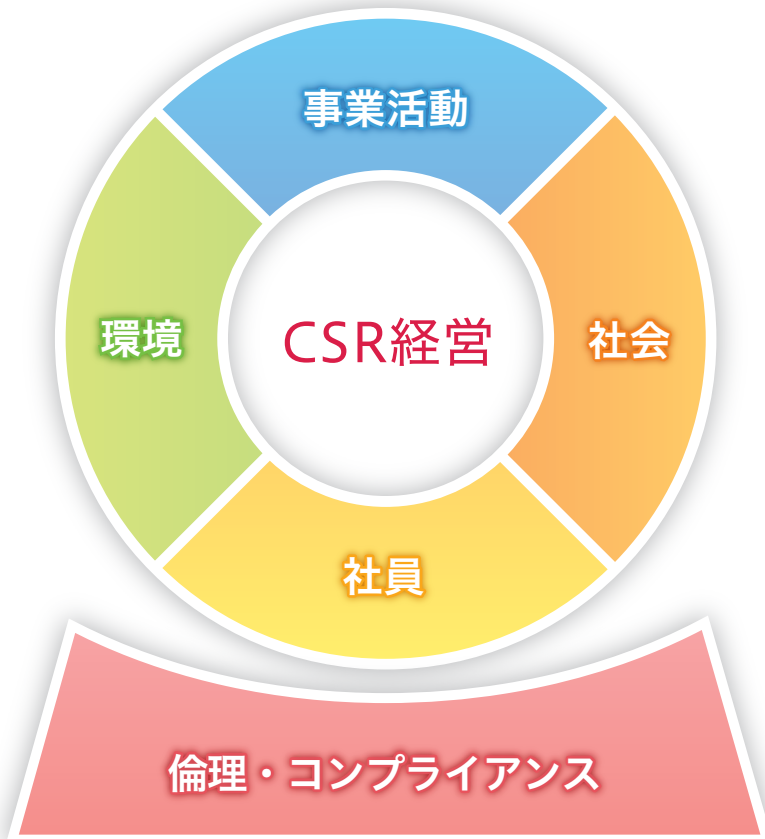 事業活動
環境
CSR経営
社会
社員
倫理・コンプライアンス